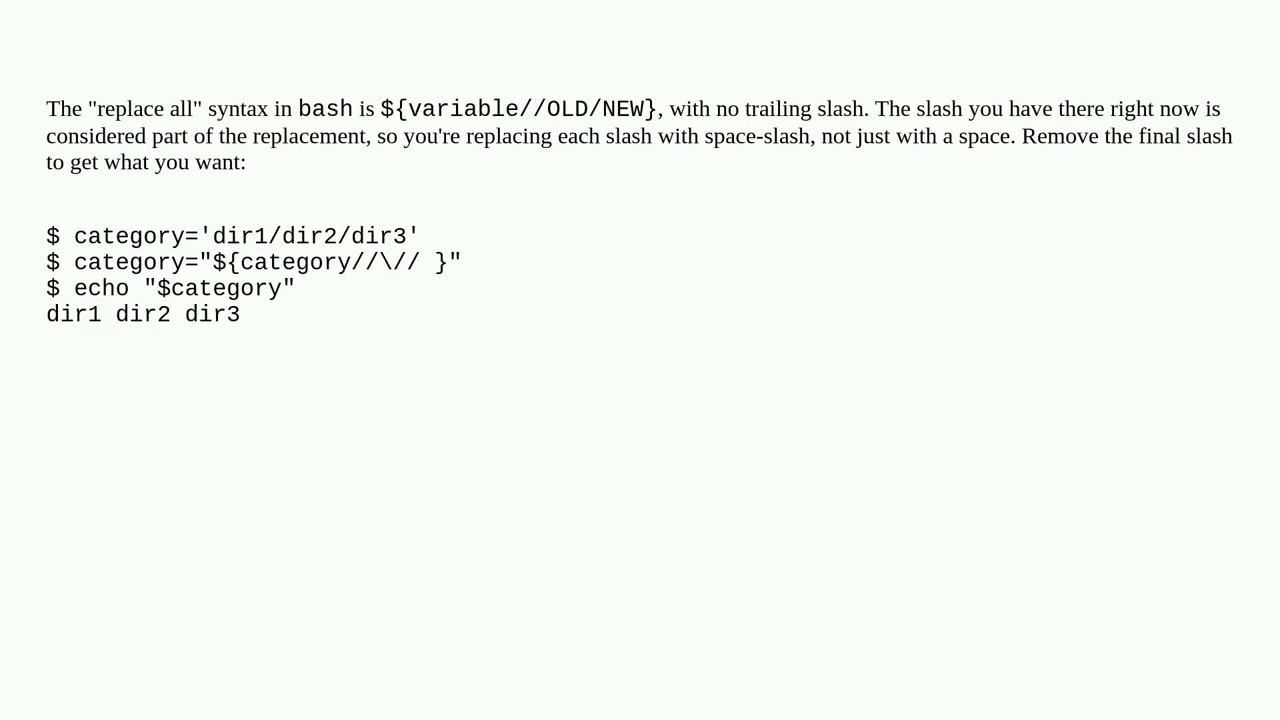 The "replace all" syntax in bash is ${variable//OLD/NEW}, with no trailing slash. The slash you have there right now is
considered part of the replacement, so you're replacing each slash with space-slash, not just with a space. Remove the final slash
to get what you want:
$ category='dir1/dir2/dir3'
$ category="${category//\// }"
$ echo "$category"
dir1 dir2 dir3